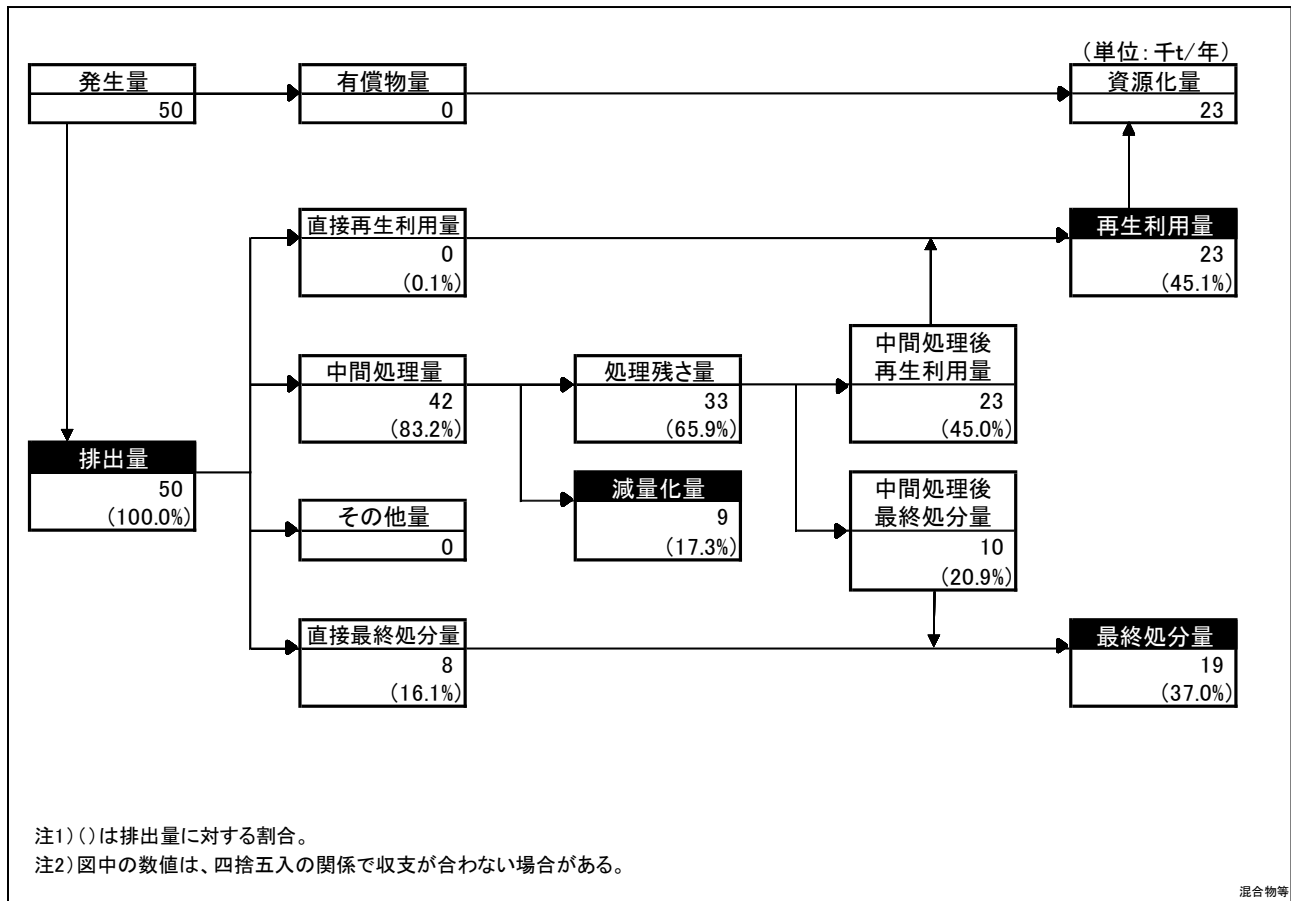 （単位：千t/年）
発生量
50
有償物量
0
資源化量
23
直接再生利用量
0
（0.1%）
再生利用量
23
（45.1%）
中間処理量
42
（83.2%）
処理残さ量
33
（65.9%）
中間処理後
再生利用量
23
（45.0%）
排出量
50
（100.0%）
その他量
0
減量化量
9
（17.3%）
中間処理後
最終処分量
10
（20.9%）
直接最終処分量
8
（16.1%）
最終処分量
19
（37.0%）
注1）（）は排出量に対する割合。
注2）図中の数値は、四捨五入の関係で収支が合わない場合がある。
混合物等